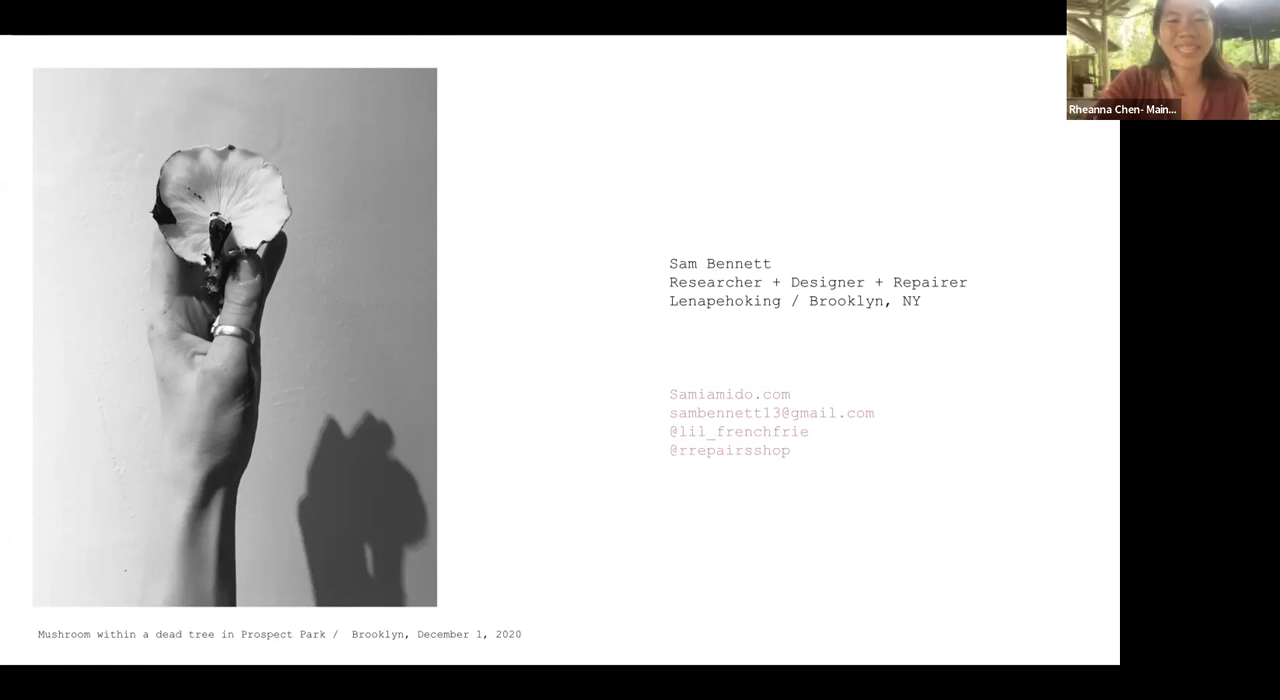 Rheanna Chen- Main...
Sam Bennett
Researcher + Designer + Repairer
Lenapehoking / Brooklyn, NY
Samiamido.com
sambennett13@gmail.com
@lil_frenchfrie
@rrepairsshop
Mushroom within a dead tree in Prospect Park / Brooklyn, December 1, 2020